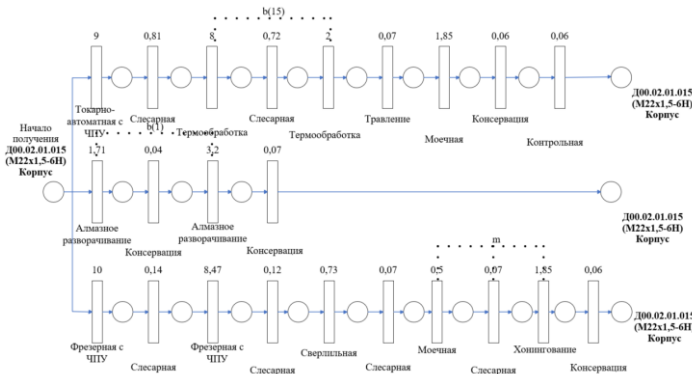 b(15)
9
0,81
8
0,72
2
0,07
1,85
0,06
0,06
Токарно-
автоматная с
ЧПУ
Слесарная
Термообработка
Слесарная
Термообработка
Травление
Моечная
Консервация
Контрольная
Д00.02.01.015
(М22х1,5-6Н)
Корпус
Начало
получения
Д00.02.01.015
(М22х1,5-6Н)
Корпус
b(1)
1,71
0,04
3,2
0,07
Алмазное
разворачивание
Консервация
Алмазное
разворачивание
Консервация
Д00.02.01.015
(М22х1,5-6Н)
Корпус
m
10
0,14
8,47
0,12
0,73
0,07
0,5
0,07
1,85
0,06
Фрезерная с
ЧПУ
Слесарная
Фрезерная с
ЧПУ
Слесарная
Сверлильная
Слесарная
Моечная
Слесарная
Хонингование
Консервация
Д00.02.01.015
(М22х1,5-6Н)
Корпус